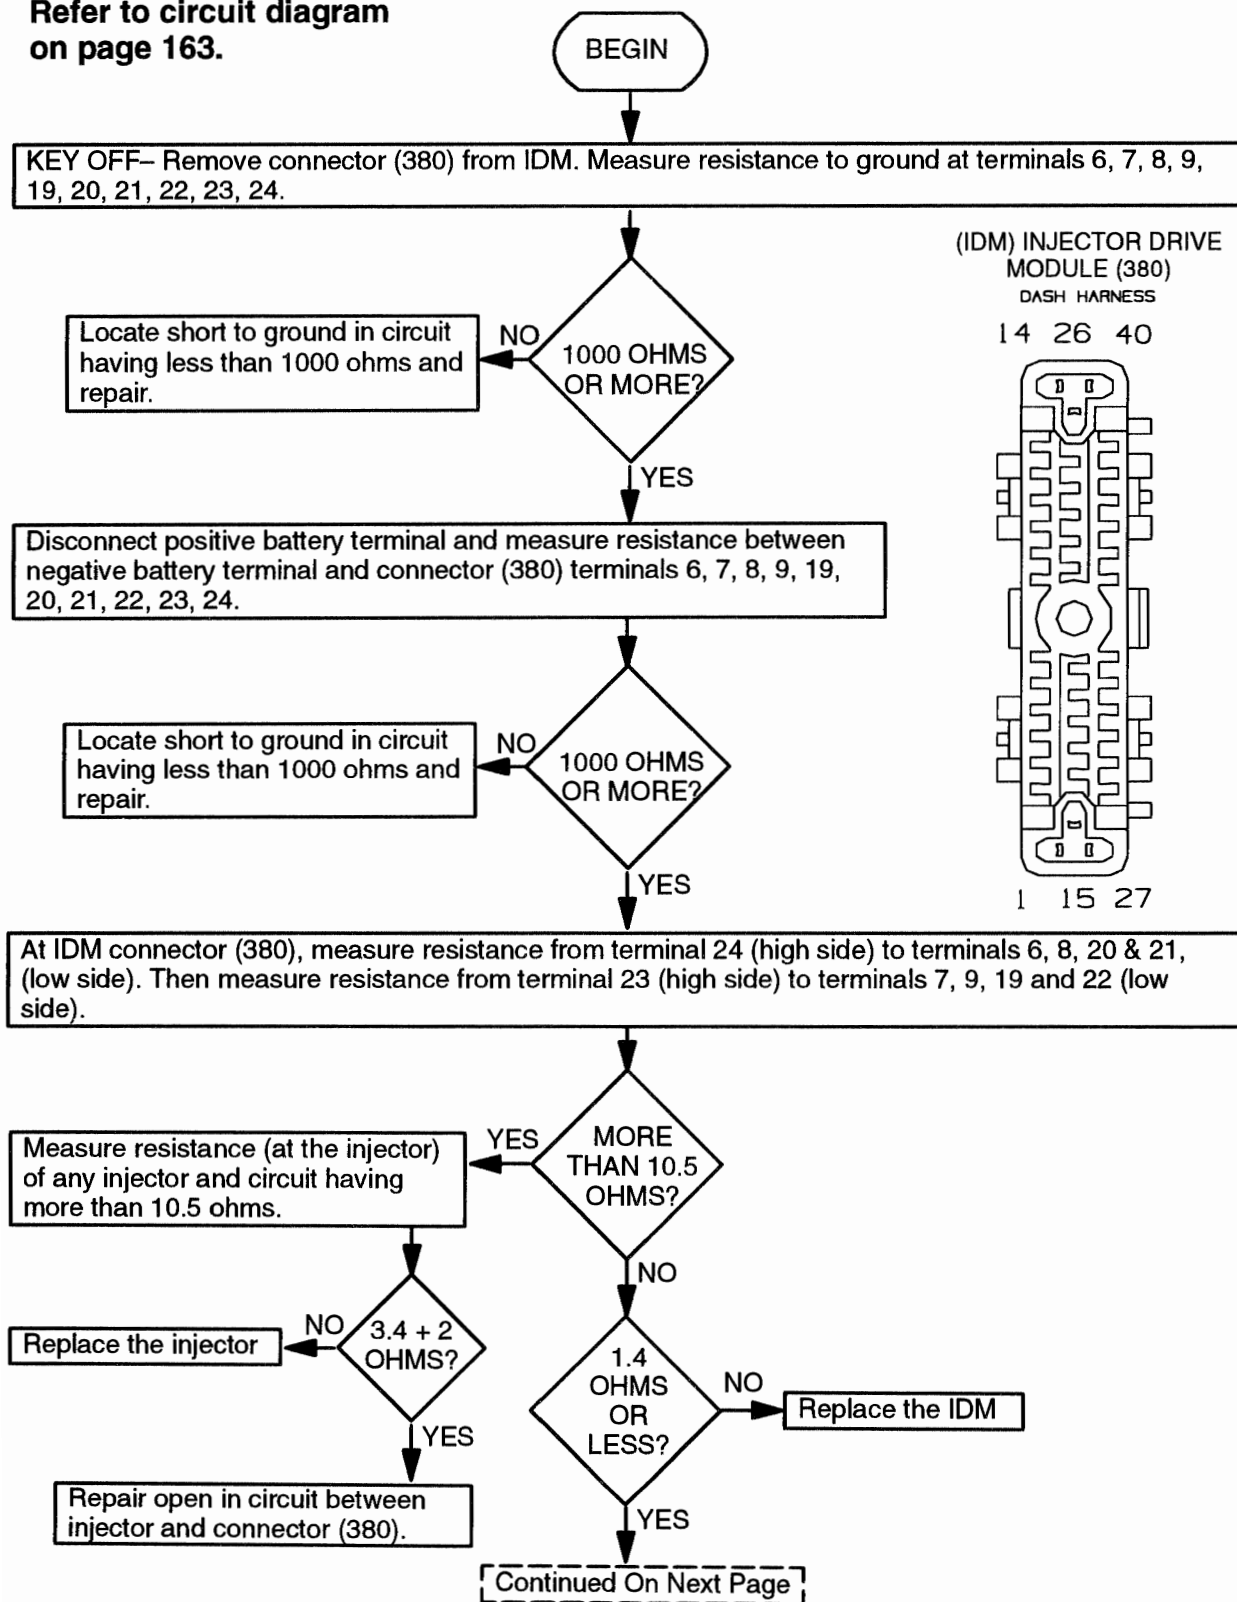 Refer to circuit diagram
on page 163.
BEGIN
KEY OFF– Remove connector (380) from IDM. Measure resistance to ground at terminals 6, 7, 8, 9,
19, 20, 21, 22, 23, 24.
(IDM) INJECTOR DRIVE
MODULE (380)
DASH HARNESS
14 26 40
1 15 27
1000 OHMS
OR MORE?
NO
Locate short to ground in circuit
having less than 1000 ohms and
repair.
YES
Disconnect positive battery terminal and measure resistance between
negative battery terminal and connector (380) terminals 6, 7, 8, 9, 19,
20, 21, 22, 23, 24.
1000 OHMS
OR MORE?
NO
Locate short to ground in circuit
having less than 1000 ohms and
repair.
YES
At IDM connector (380), measure resistance from terminal 24 (high side) to terminals 6, 8, 20 & 21,
(low side). Then measure resistance from terminal 23 (high side) to terminals 7, 9, 19 and 22 (low
side).
MORE
THAN 10.5
OHMS?
YES
Measure resistance (at the injector)
of any injector and circuit having
more than 10.5 ohms.
3.4 + 2
OHMS?
NO
Replace the injector
YES
Repair open in circuit between
injector and connector (380).
NO
1.4
OHMS
OR
LESS?
NO
Replace the IDM
YES
Continued On Next Page